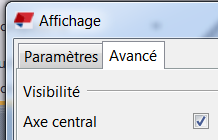 Affichage
Paramètres Avancé
Visibilité
Axe central